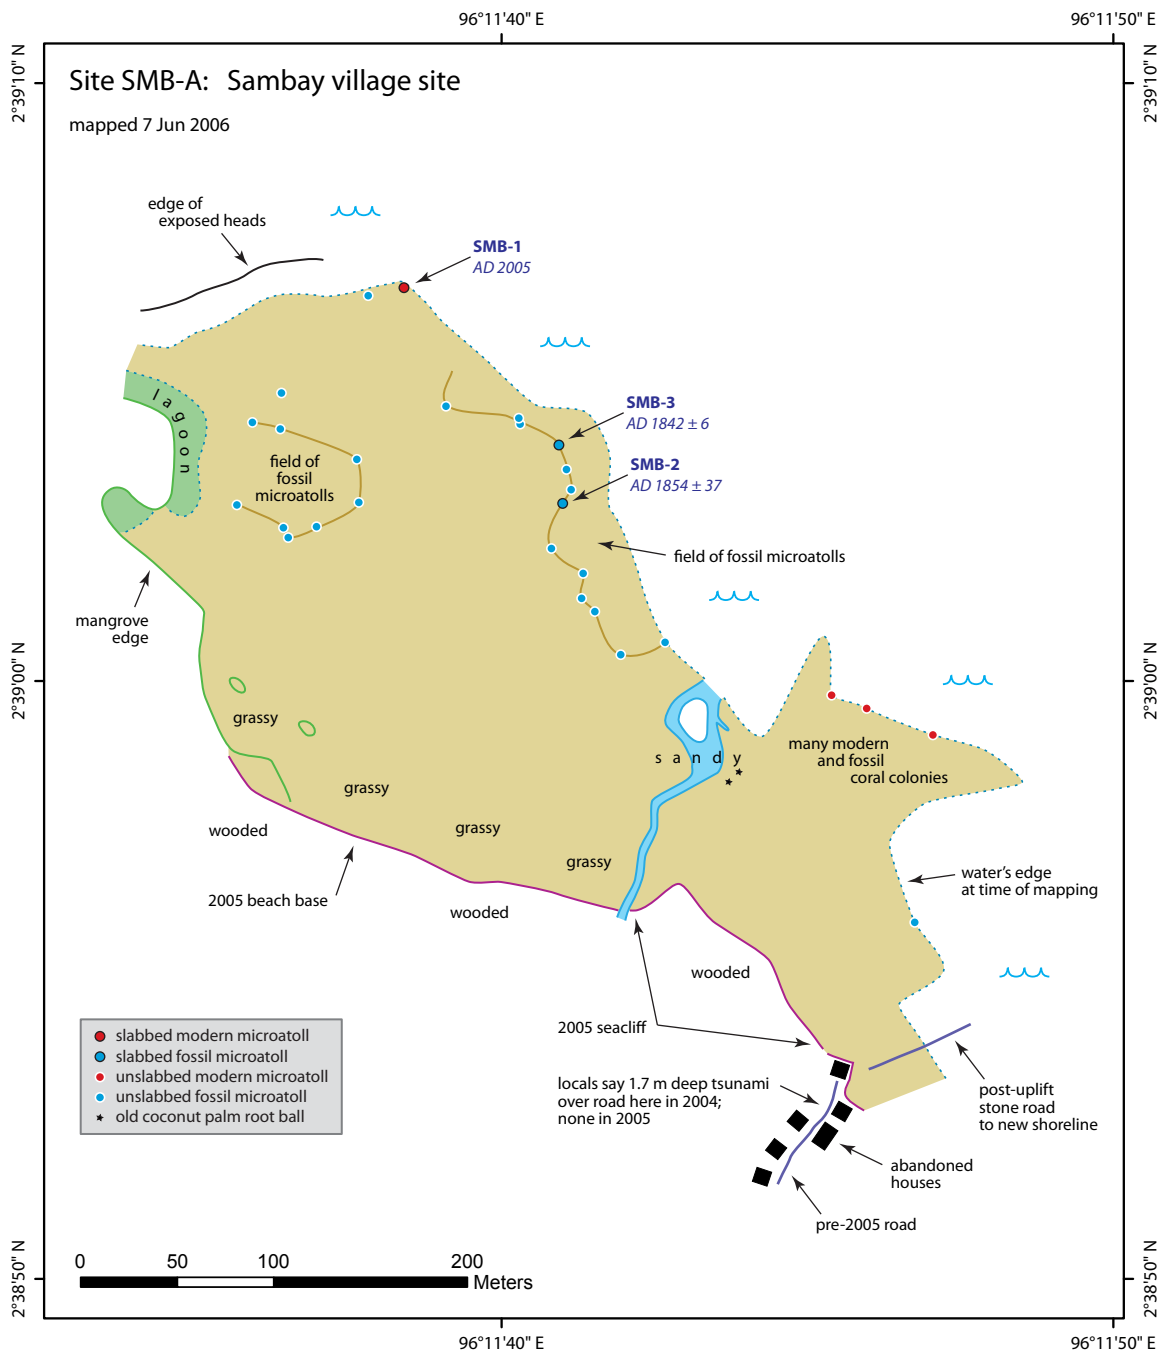 96°11'40" E
96°11'50" E
2°39'10" N
2°39'10" N
Site SMB-A: Sambay village site
mapped 7 Jun 2006
edge of
exposed heads
SMB-1
AD 2005
SMB-3
AD 1842 ± 6
SMB-2
AD 1854 ± 37
lagoon
field of
fossil
microatolls
field of fossil microatolls
mangrove
edge
2°39'00" N
2°39'00" N
grassy
sandy
many modern
and fossil
coral colonies
grassy
grassy
wooded
grassy
2005 beach base
wooded
water's edge
at time of mapping
wooded
2005 seacliff
slabbed modern microatoll
slabbed fossil microatoll
unslabbed modern microatoll
unslabbed fossil microatoll
old coconut palm root ball
locals say 1.7 m deep tsunami
over road here in 2004;
none in 2005
post-uplift
stone road
to new shoreline
abandoned
houses
pre-2005 road
0 50 100 200
Meters
2°38'50" N
2°38'50" N
96°11'40" E
96°11'50" E